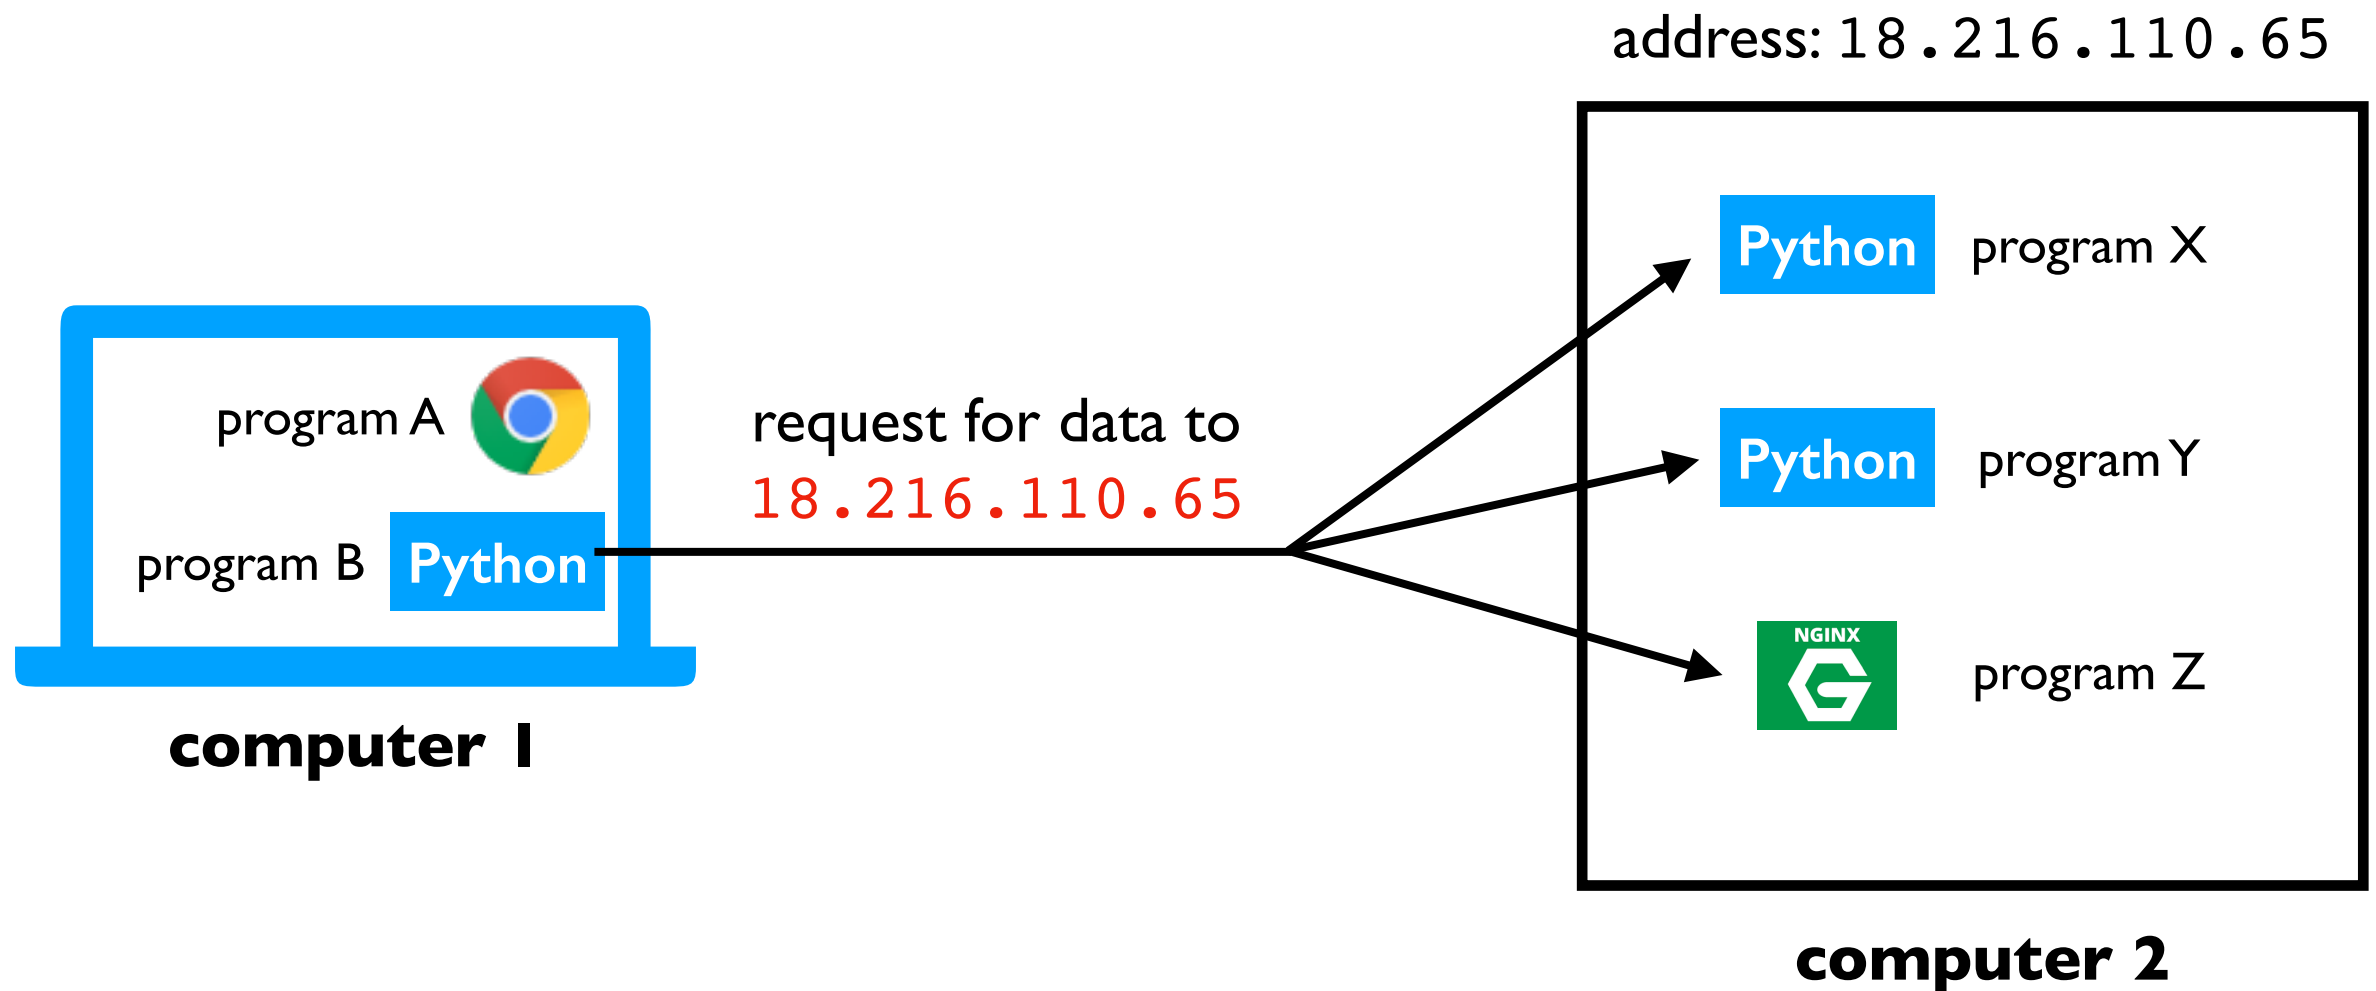 address: 18.216.110.65
Python program X
program A
request for data to
18.216.110.65
Python program Y
program B Python
NGINX
program Z
computer 1
computer 2